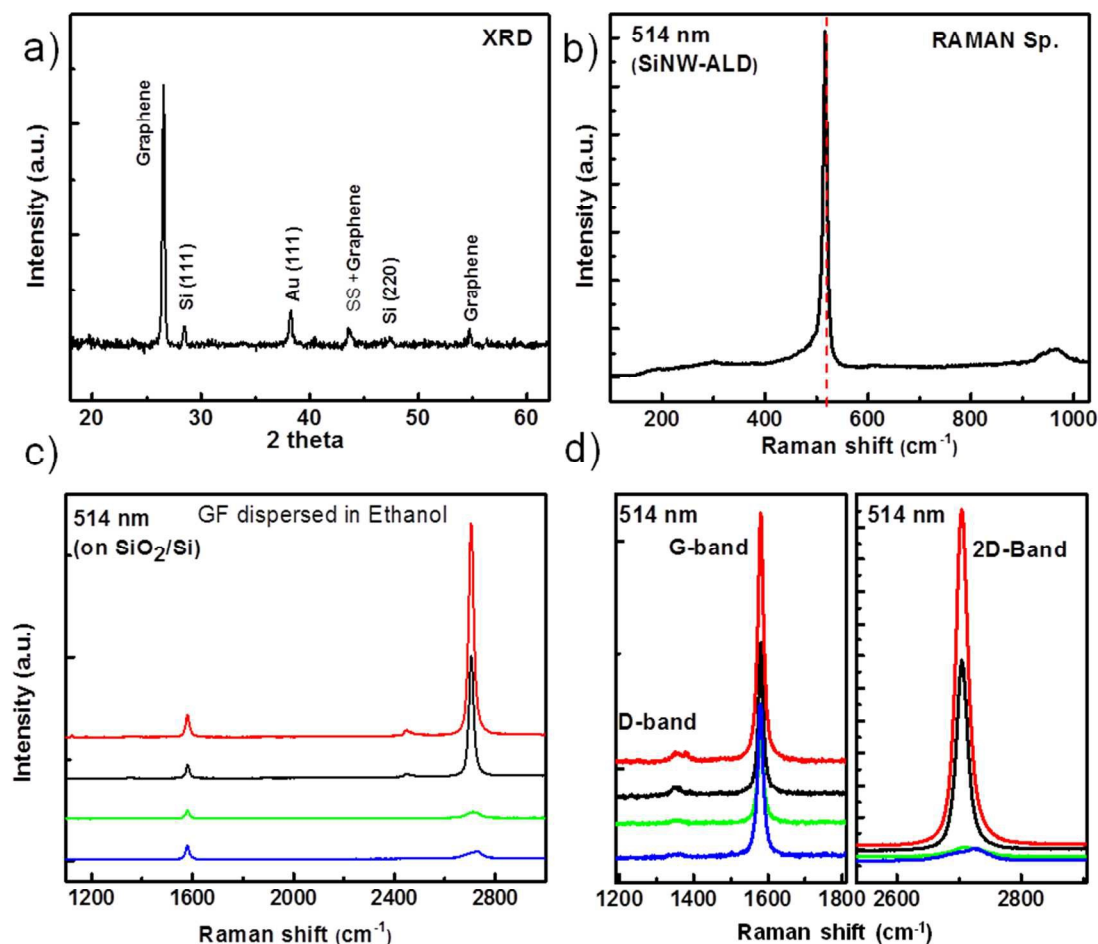 a)
XRD
Graphene
Si (111)
Au (111)
SS +Graphene
Si (220)
Graphene
Intensity (a.u.)
20 30 40 50 60
2 theta
b)
514 nm
(SiNW-ALD)
RAMAN Sp.
Intensity (a.u.)
200 400 600 800 1000
Raman shift (cm-1)
c)
514 nm
(on SiO2/Si)
GF dispersed in Ethanol
Intensity (a.u.)
1200 1600 2000 2400 2800
Raman shift (cm-1)
d)
514 nm
G-band
D-band
1200 1400 1600 1800
514 nm
2D-Band
2600 2800
Raman shift (cm-1)